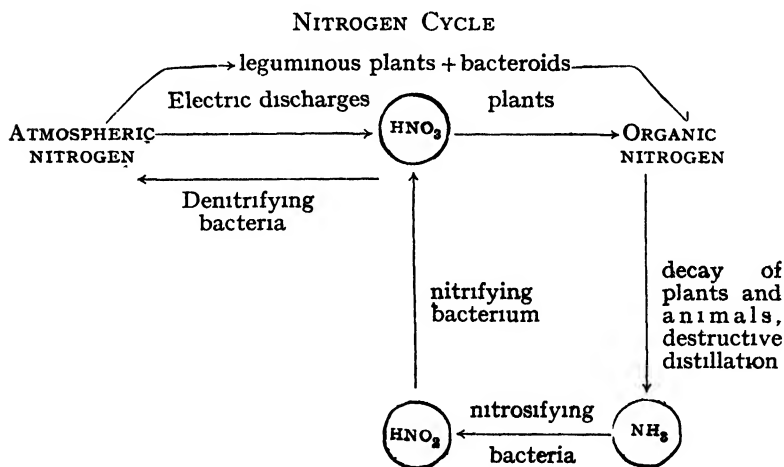 NITROGEN CYCLE
leguminous plants + bacteroids
Electric discharges
plants
ATMOSPHERIC
NITROGEN
HNO₃
ORGANIC
NITROGEN
Denitrifying
bacteria
nitrifying
bacterium
decay of
plants and
animals,
destructive
distillation
HNO₂
nitrosifying
bacteria
NH₃